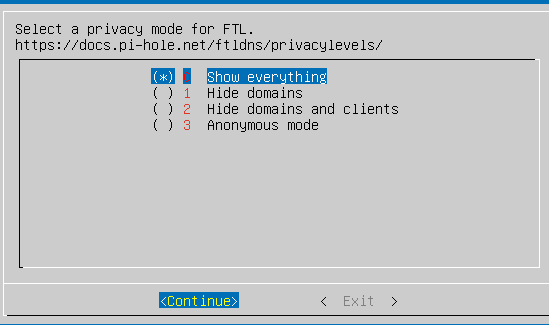 Select a privacy mode for FTL.
https://docs.pi-hole.net/ftldns/privacylevels/
(*) 0 Show everything
( ) 1 Hide domains
( ) 2 Hide domains and clients
( ) 3 Anonymous mode
<Continue> < Exit >